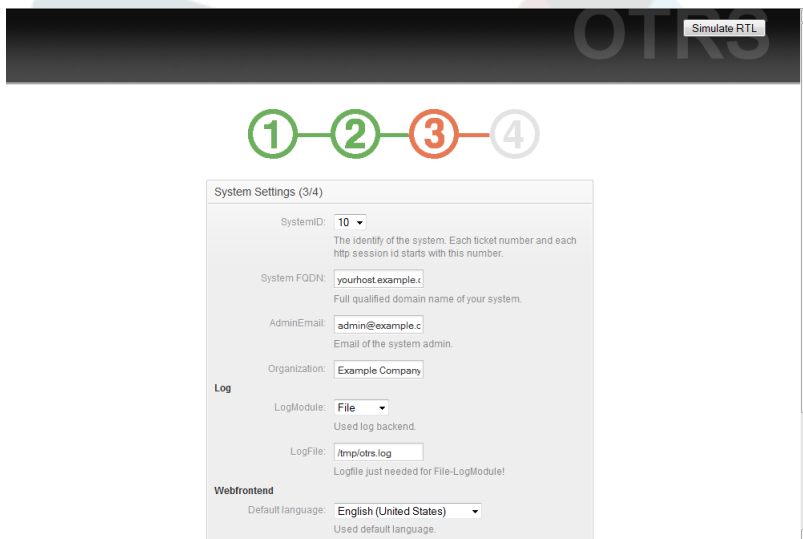 OTRS
Simulate RTL
1 2 3 4
System Settings (3/4)
SystemID: 10
The identify of the system. Each ticket number and each
http session id starts with this number.
System FQDN: yourhost.example.c
Full qualified domain name of your system.
AdminEmail: admin@example.c
Email of the system admin.
Organization: Example Company
Log
LogModule: File
Used log backend.
LogFile: /tmp/otrs.log
Logfile just needed for File-LogModule!
Webfrontend
Default language: English (United States)
Used default language.